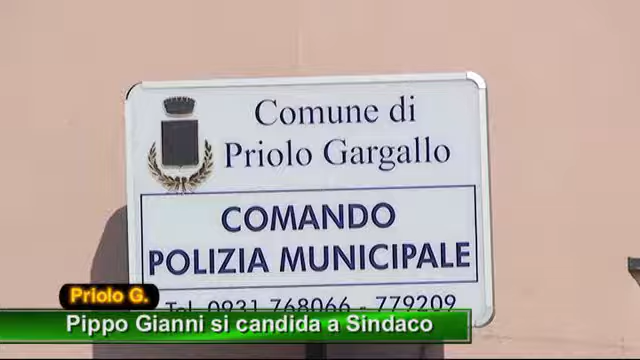 Comune di
Priolo Gargallo
COMANDO
POLIZIA MUNICIPALE
Tel. 0931 768066 - 779209
Priolo G.
Pippo Gianni si candida a Sindaco